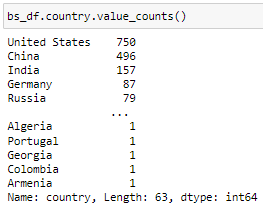 bs_df.country.value_counts()
United States    750
China            496
India            157
Germany           87
Russia            79
...
Algeria            1
Portugal           1
Georgia            1
Colombia           1
Armenia            1
Name: country, Length: 63, dtype: int64